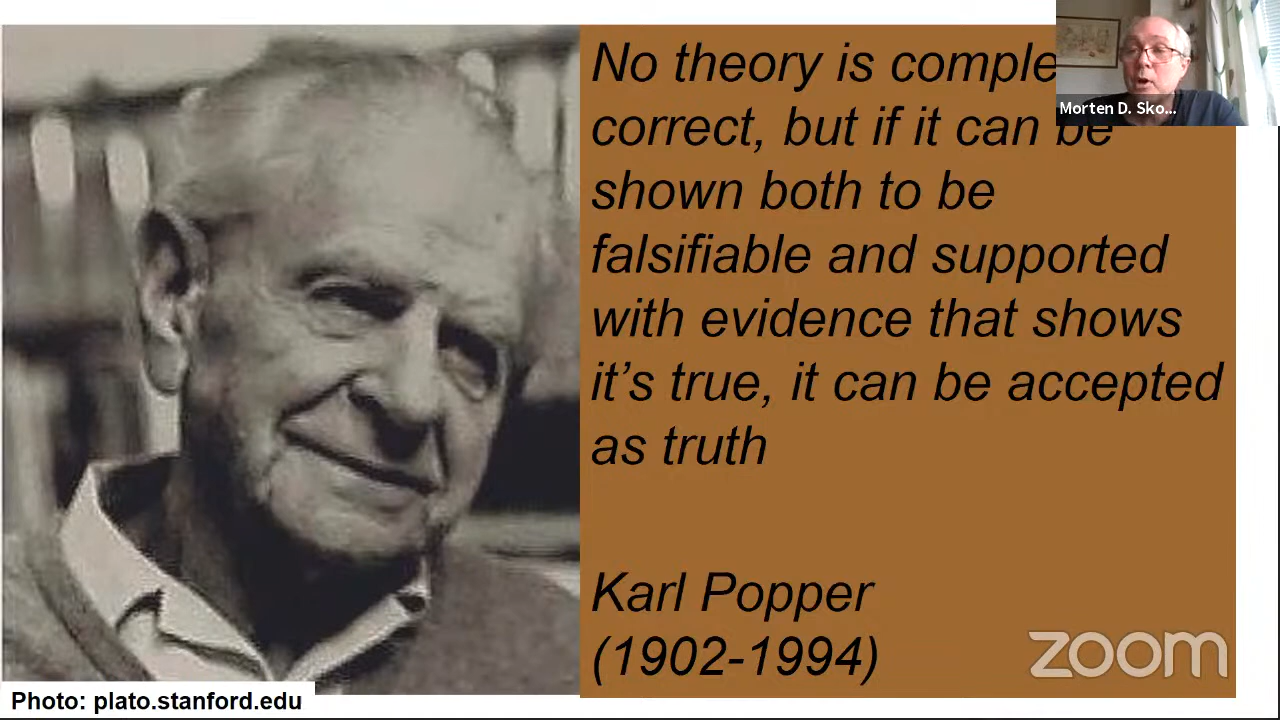 No theory is comple
correct, but if it can be
shown both to be
falsifiable and supported
with evidence that shows
it’s true, it can be accepted
as truth
Karl Popper
(1902-1994)
Morten D. Sko...
zoom
Photo: plato.stanford.edu